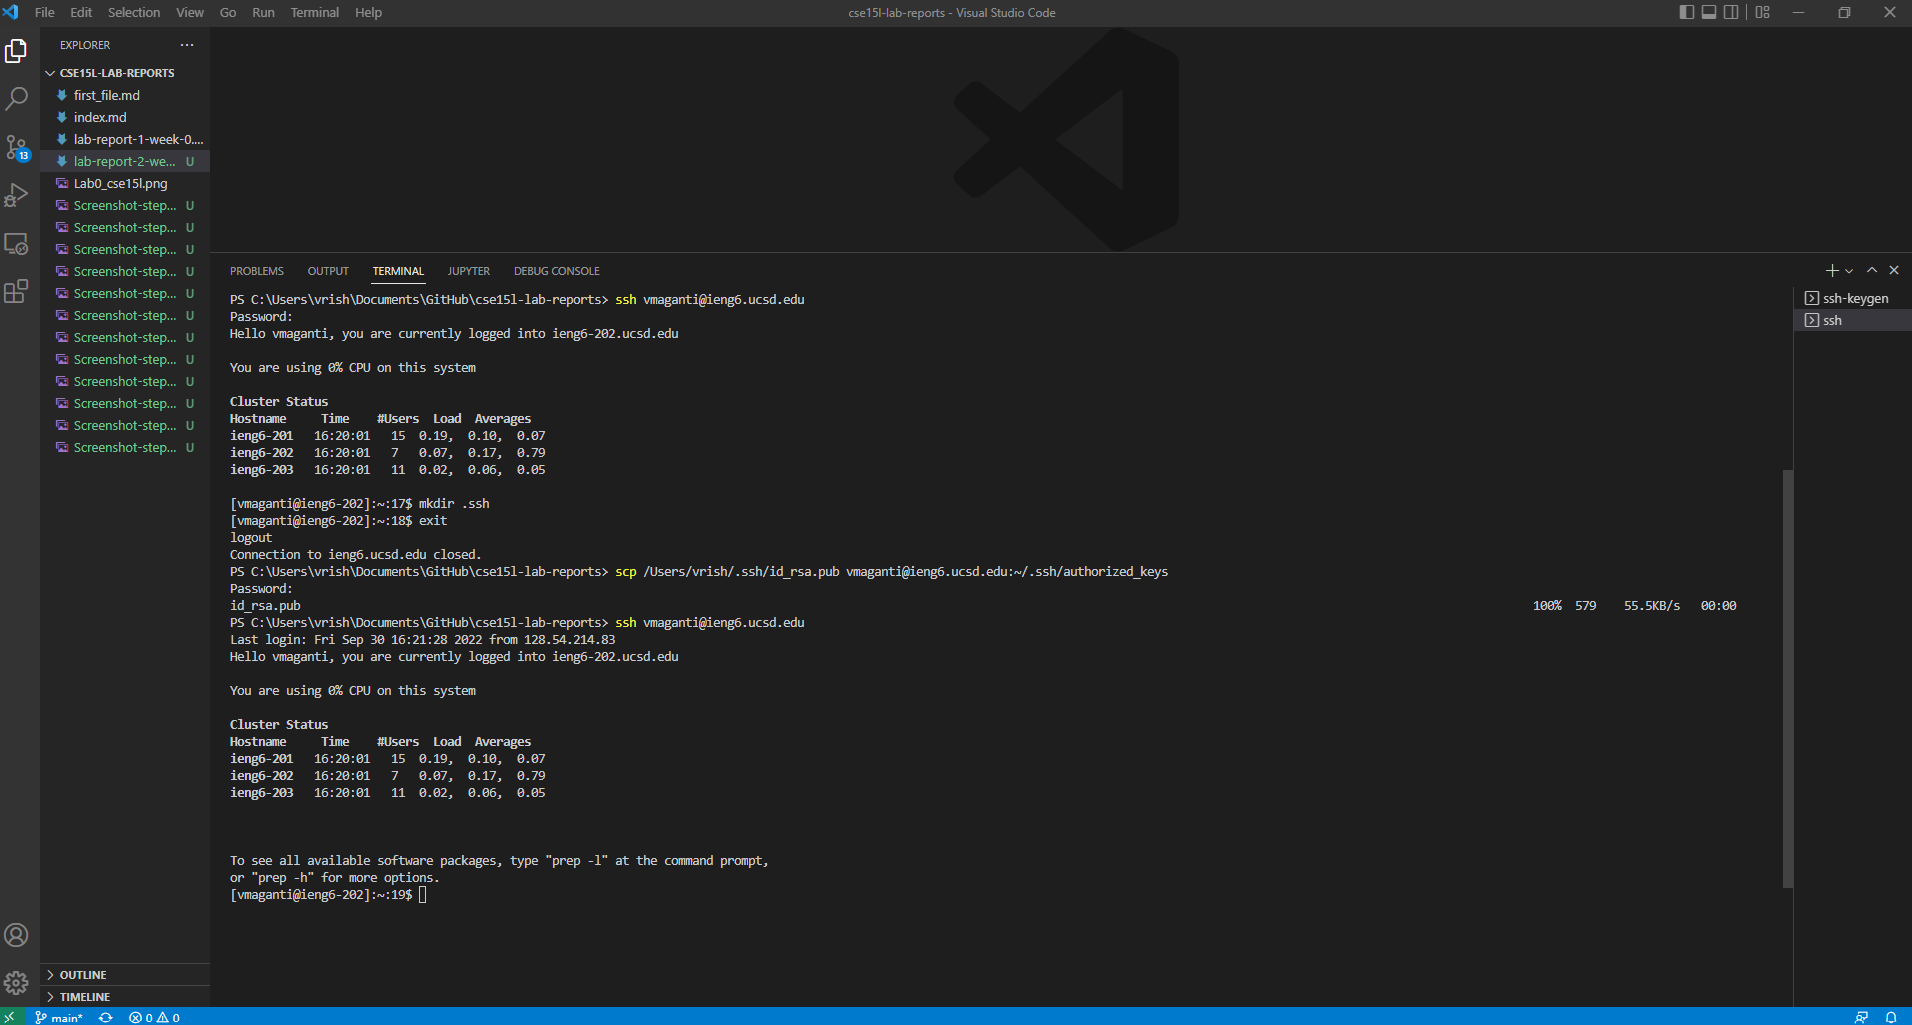 File Edit Selection View Go Run Terminal Help
cse15l-lab-reports - Visual Studio Code
EXPLORER
CSE15L-LAB-REPORTS
first_file.md
index.md
lab-report-1-week-0....
lab-report-2-we... U
Lab0_cse15l.png
Screenshot-step... U
Screenshot-step... U
Screenshot-step... U
Screenshot-step... U
Screenshot-step... U
Screenshot-step... U
Screenshot-step... U
Screenshot-step... U
Screenshot-step... U
Screenshot-step... U
Screenshot-step... U
Screenshot-step... U
13
OUTLINE
TIMELINE
PROBLEMS OUTPUT TERMINAL JUPYTER DEBUG CONSOLE
PS C:\Users\vrish\Documents\GitHub\cse15l-lab-reports> ssh vmaganti@ieng6.ucsd.edu
Password:
Hello vmaganti, you are currently logged into ieng6-202.ucsd.edu
You are using 0% CPU on this system
Cluster Status
Hostname Time #Users Load Averages
ieng6-201 16:20:01 15 0.19, 0.10, 0.07
ieng6-202 16:20:01 7 0.07, 0.17, 0.79
ieng6-203 16:20:01 11 0.02, 0.06, 0.05
[vmaganti@ieng6-202]:~:17$ mkdir .ssh
[vmaganti@ieng6-202]:~:18$ exit
logout
Connection to ieng6.ucsd.edu closed.
PS C:\Users\vrish\Documents\GitHub\cse15l-lab-reports> scp /Users/vrish/.ssh/id_rsa.pub vmaganti@ieng6.ucsd.edu:~/.ssh/authorized_keys
Password:
id_rsa.pub 100% 579 55.5KB/s 00:00
PS C:\Users\vrish\Documents\GitHub\cse15l-lab-reports> ssh vmaganti@ieng6.ucsd.edu
Last login: Fri Sep 30 16:21:28 2022 from 128.54.214.83
Hello vmaganti, you are currently logged into ieng6-202.ucsd.edu
You are using 0% CPU on this system
Cluster Status
Hostname Time #Users Load Averages
ieng6-201 16:20:01 15 0.19, 0.10, 0.07
ieng6-202 16:20:01 7 0.07, 0.17, 0.79
ieng6-203 16:20:01 11 0.02, 0.06, 0.05
To see all available software packages, type "prep -l" at the command prompt,
or "prep -h" for more options.
[vmaganti@ieng6-202]:~:19$
ssh-keygen
ssh
main* 0 0